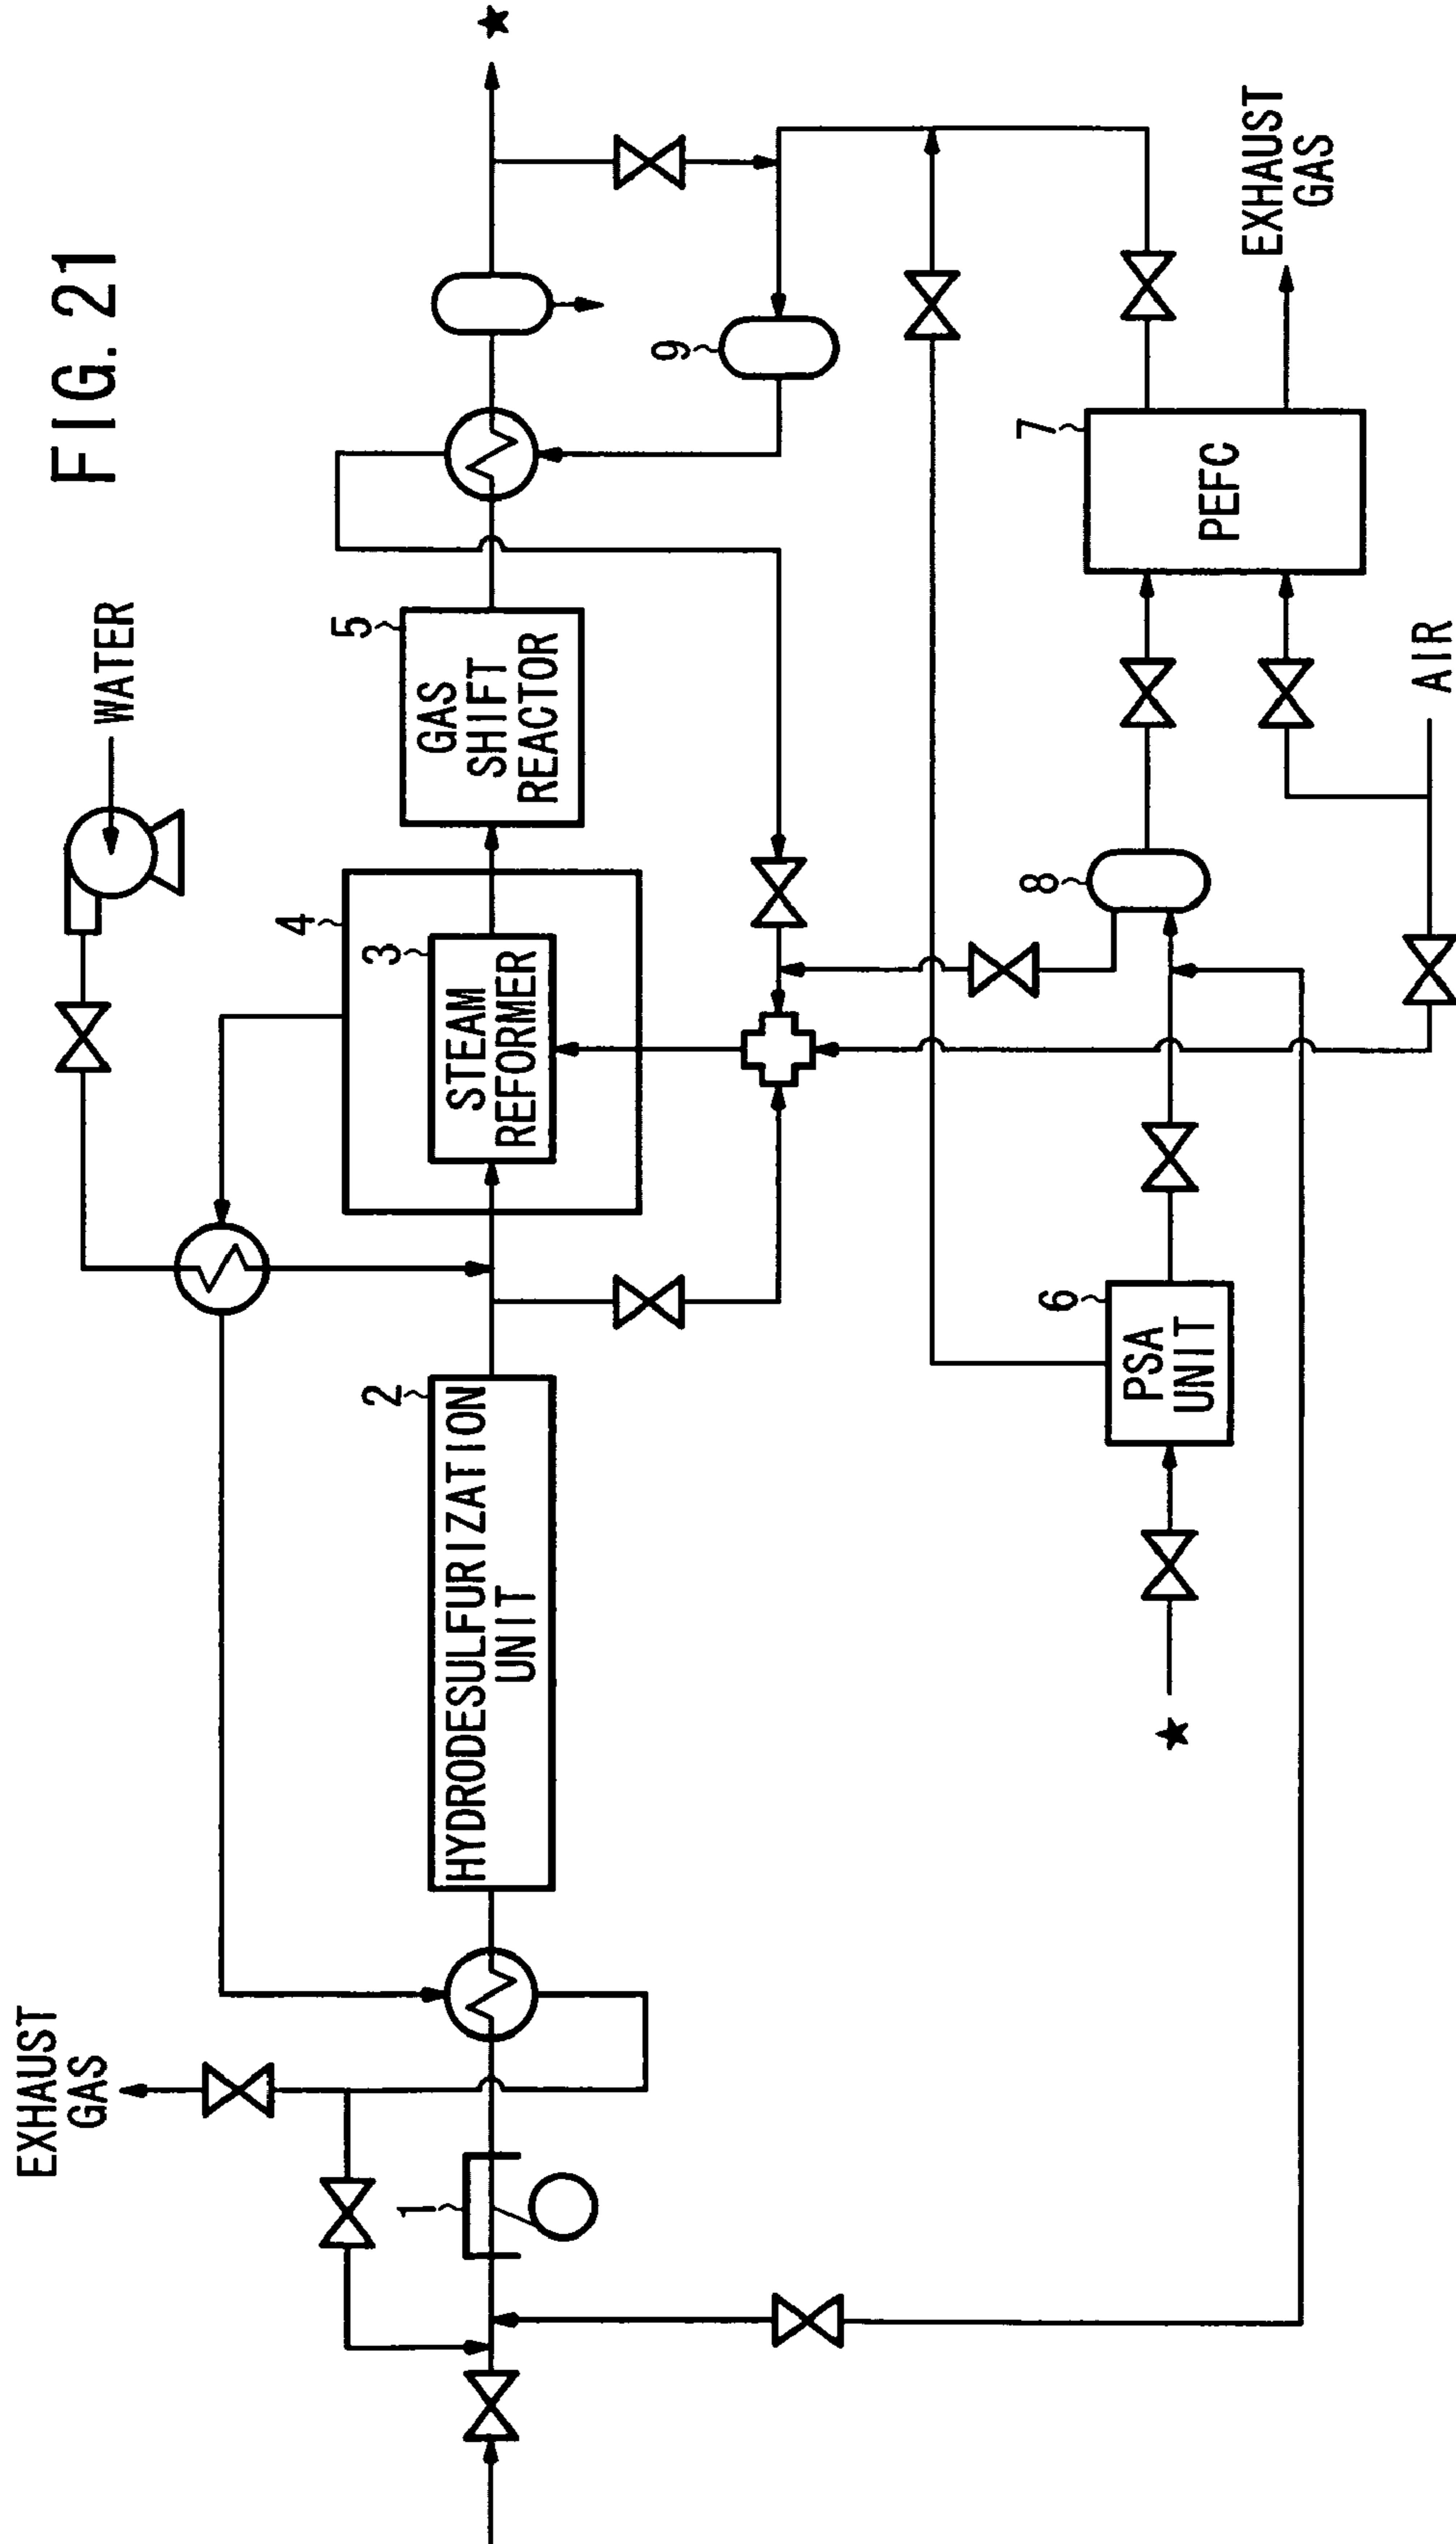 FIG. 21
WATER
EXHAUST
GAS
1
2
HYDRODESULFURIZATION
UNIT
4
3
STEAM
REFORMER
5
GAS
SHIFT
REACTOR
★
9
★
6
PSA
UNIT
8
7
PEFC
EXHAUST
GAS
AIR